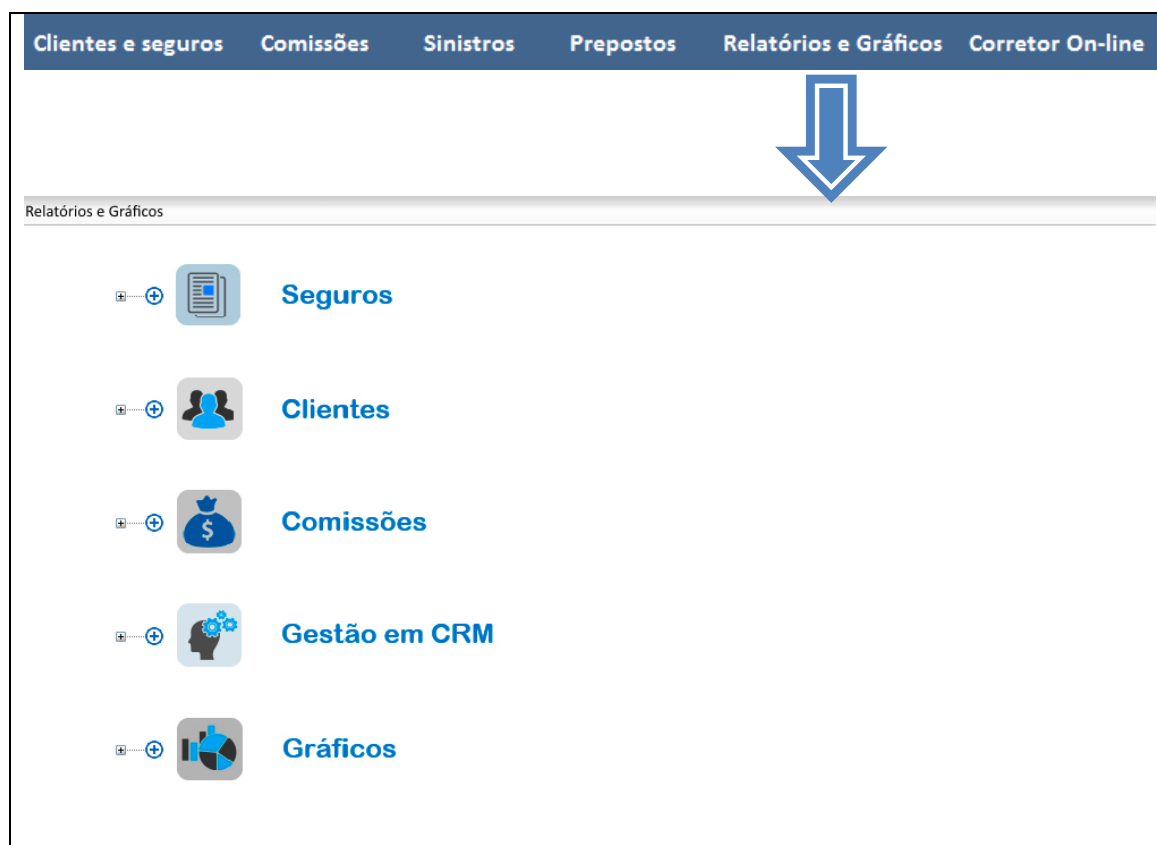 Clientes e seguros Comissões Sinistros Prepostos Relatórios e Gráficos Corretor On-line
Relatórios e Gráficos
Seguros
Clientes
$
Comissões
Gestão em CRM
Gráficos